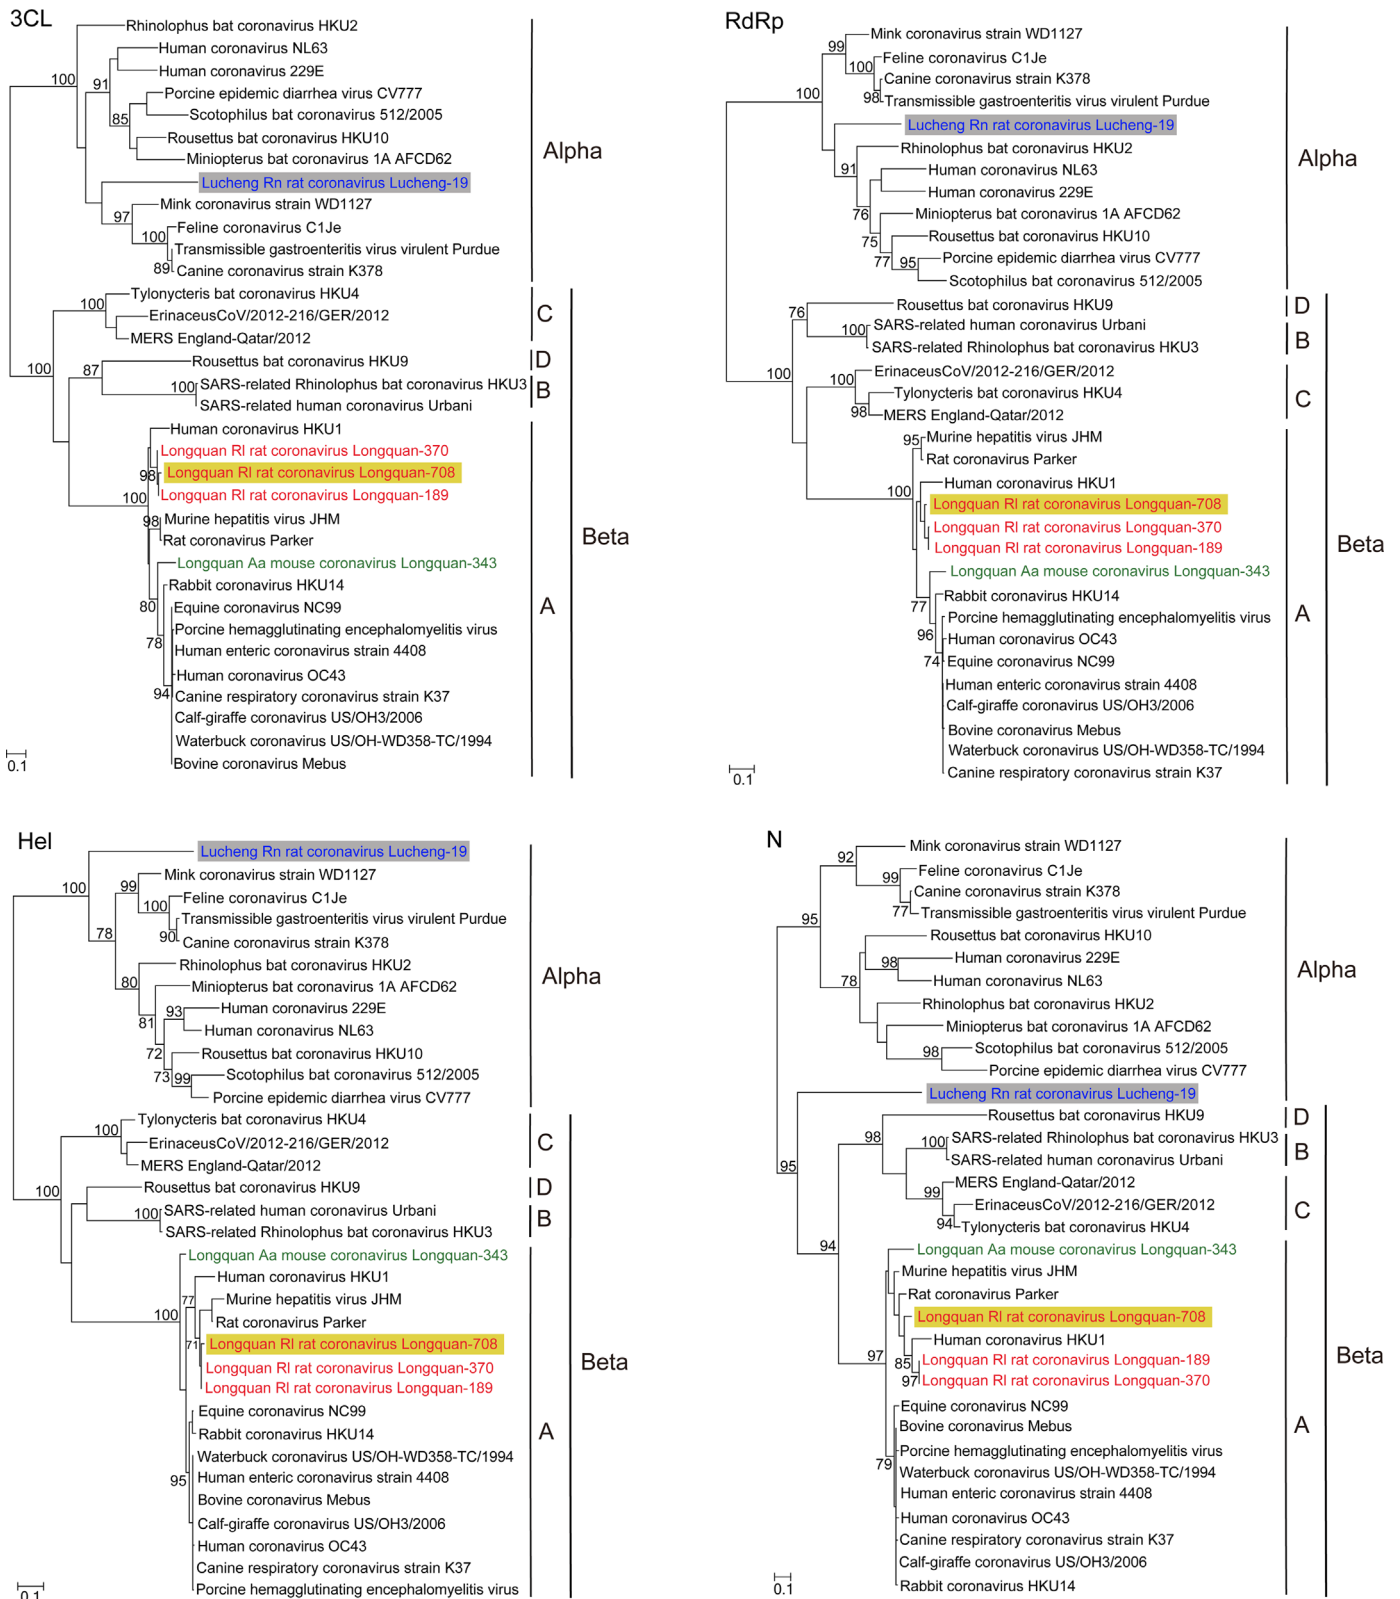 3CL
Rhinolophus bat coronavirus HKU2
Human coronavirus NL63
100
91
Human coronavirus 229E
Porcine epidemic diarrhea virus CV777
85
Scotophilus bat coronavirus 512/2005
Rousettus bat coronavirus HKU10
Alpha
Miniopterus bat coronavirus 1A AFCD62
Lucheng Rn rat coronavirus Lucheng-19
Mink coronavirus strain WD1127
97
Feline coronavirus C1Je
100
Transmissible gastroenteritis virus virulent Purdue
89
Canine coronavirus strain K378
Tylonycteris bat coronavirus HKU4
100
ErinaceusCoV/2012-216/GER/2012
C
MERS England-Qatar/2012
Rousettus bat coronavirus HKU9
D
100
87
SARS-related Rhinolophus bat coronavirus HKU3
100
B
SARS-related human coronavirus Urbani
Human coronavirus HKU1
Longquan Rl rat coronavirus Longquan-370
98
Longquan Rl rat coronavirus Longquan-708
100
Longquan Rl rat coronavirus Longquan-189
98
Murine hepatitis virus JHM
Rat coronavirus Parker
Beta
Longquan Aa mouse coronavirus Longquan-343
Rabbit coronavirus HKU14
80
Equine coronavirus NC99
A
Porcine hemagglutinating encephalomyelitis virus
78
Human enteric coronavirus strain 4408
Human coronavirus OC43
94
Canine respiratory coronavirus strain K37
Calf-giraffe coronavirus US/OH3/2006
Waterbuck coronavirus US/OH-WD358-TC/1994
Bovine coronavirus Mebus
0.1
RdRp
Mink coronavirus strain WD1127
99
Feline coronavirus C1Je
100
Canine coronavirus strain K378
100
98
Transmissible gastroenteritis virus virulent Purdue
Lucheng Rn rat coronavirus Lucheng-19
Rhinolophus bat coronavirus HKU2
Alpha
91
Human coronavirus NL63
Human coronavirus 229E
76
Miniopterus bat coronavirus 1A AFCD62
75
Rousettus bat coronavirus HKU10
77
95
Porcine epidemic diarrhea virus CV777
Scotophilus bat coronavirus 512/2005
Rousettus bat coronavirus HKU9
D
76
SARS-related human coronavirus Urbani
100
B
SARS-related Rhinolophus bat coronavirus HKU3
100
ErinaceusCoV/2012-216/GER/2012
100
Tylonycteris bat coronavirus HKU4
C
98
MERS England-Qatar/2012
95
Murine hepatitis virus JHM
Rat coronavirus Parker
Human coronavirus HKU1
100
Longquan Rl rat coronavirus Longquan-708
Longquan Rl rat coronavirus Longquan-370
Longquan Rl rat coronavirus Longquan-189
Beta
Longquan Aa mouse coronavirus Longquan-343
Rabbit coronavirus HKU14
77
Porcine hemagglutinating encephalomyelitis virus
A
96
Human coronavirus OC43
74
Equine coronavirus NC99
Human enteric coronavirus strain 4408
Calf-giraffe coronavirus US/OH3/2006
Bovine coronavirus Mebus
Waterbuck coronavirus US/OH-WD358-TC/1994
Canine respiratory coronavirus strain K37
0.1
Hel
Lucheng Rn rat coronavirus Lucheng-19
Mink coronavirus strain WD1127
100
99
Feline coronavirus C1Je
100
Transmissible gastroenteritis virus virulent Purdue
78
90
Canine coronavirus strain K378
Rhinolophus bat coronavirus HKU2
Alpha
80
Miniopterus bat coronavirus 1A AFCD62
Human coronavirus 229E
93
81
Human coronavirus NL63
72
Rousettus bat coronavirus HKU10
73
99
Scotophilus bat coronavirus 512/2005
Porcine epidemic diarrhea virus CV777
Tylonycteris bat coronavirus HKU4
100
ErinaceusCoV/2012-216/GER/2012
C
MERS England-Qatar/2012
100
Rousettus bat coronavirus HKU9
D
SARS-related human coronavirus Urbani
100
B
SARS-related Rhinolophus bat coronavirus HKU3
Longquan Aa mouse coronavirus Longquan-343
Human coronavirus HKU1
77
Murine hepatitis virus JHM
100
Rat coronavirus Parker
71
Longquan Rl rat coronavirus Longquan-708
Longquan Rl rat coronavirus Longquan-370
Beta
Longquan Rl rat coronavirus Longquan-189
Equine coronavirus NC99
Rabbit coronavirus HKU14
A
Waterbuck coronavirus US/OH-WD358-TC/1994
95
Human enteric coronavirus strain 4408
Bovine coronavirus Mebus
Calf-giraffe coronavirus US/OH3/2006
Human coronavirus OC43
Canine respiratory coronavirus strain K37
Porcine hemagglutinating encephalomyelitis virus
0.1
N
Mink coronavirus strain WD1127
92
Feline coronavirus C1Je
99
Canine coronavirus strain K378
77
Transmissible gastroenteritis virus virulent Purdue
95
Rousettus bat coronavirus HKU10
Human coronavirus 229E
98
Alpha
78
Human coronavirus NL63
Rhinolophus bat coronavirus HKU2
Miniopterus bat coronavirus 1A AFCD62
Scotophilus bat coronavirus 512/2005
98
Porcine epidemic diarrhea virus CV777
Lucheng Rn rat coronavirus Lucheng-19
Rousettus bat coronavirus HKU9
D
98
SARS-related Rhinolophus bat coronavirus HKU3
100
B
SARS-related human coronavirus Urbani
95
MERS England-Qatar/2012
99
ErinaceusCoV/2012-216/GER/2012
C
94
Tylonycteris bat coronavirus HKU4
94
Longquan Aa mouse coronavirus Longquan-343
Murine hepatitis virus JHM
Rat coronavirus Parker
Longquan Rl rat coronavirus Longquan-708
Human coronavirus HKU1
97
85
Longquan Rl rat coronavirus Longquan-189
Beta
97
Longquan Rl rat coronavirus Longquan-370
Equine coronavirus NC99
Bovine coronavirus Mebus
A
Porcine hemagglutinating encephalomyelitis virus
79
Waterbuck coronavirus US/OH-WD358-TC/1994
Human enteric coronavirus strain 4408
Human coronavirus OC43
Canine respiratory coronavirus strain K37
Calf-giraffe coronavirus US/OH3/2006
Rabbit coronavirus HKU14
0.1